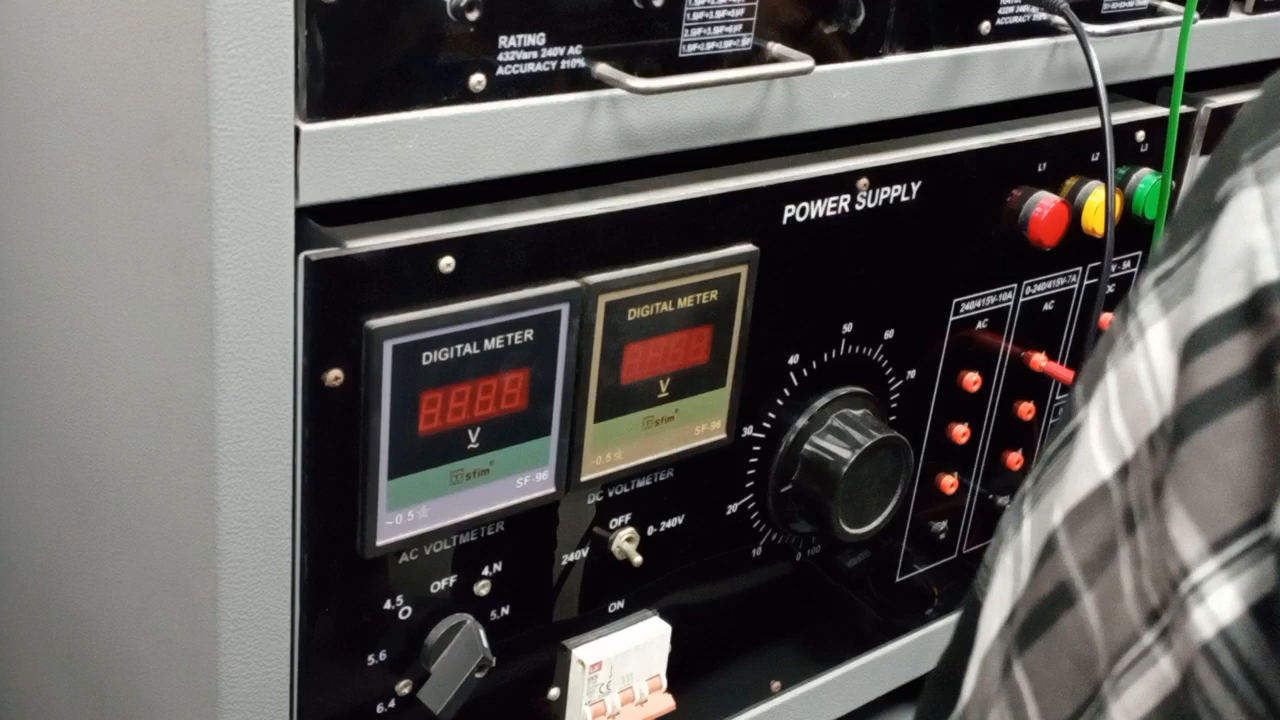 RATING
432Vars 240V AC
ACCURACY ±10%
POWER SUPPLY
L1
L2
L3
DIGITAL METER
V
sfim
SF-96
~0.5
AC VOLTMETER
DIGITAL METER
V
sfim
SF-96
DC VOLTMETER
OFF
240V
0- 240V
ON
OFF
4,N
4.5
5,N
5.6
6.4
0
10
20
30
40
50
60
70
100
240/415V-10A
AC
0-240/415V-7A
AC